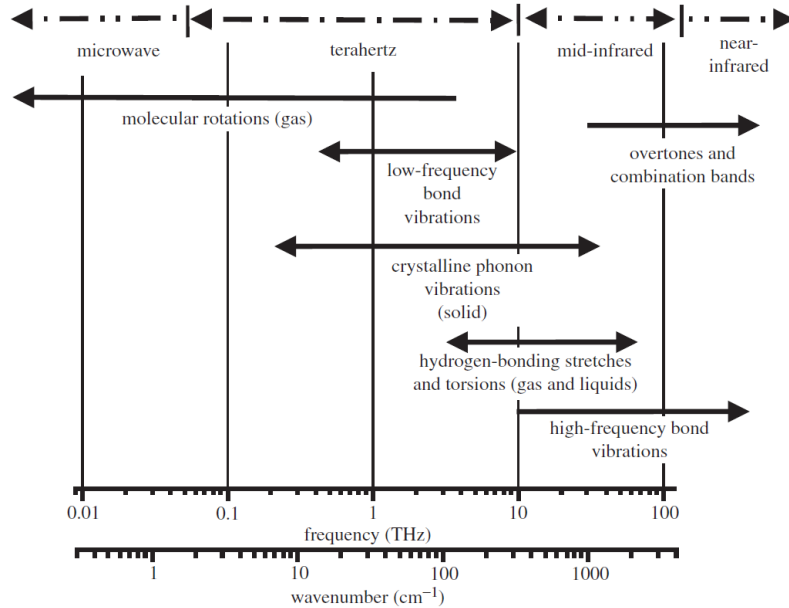 microwave
terahertz
mid-infrared
near-
infrared
molecular rotations (gas)
overtones and
combination bands
low-frequency
bond
vibrations
crystalline phonon
vibrations
(solid)
hydrogen-bonding stretches
and torsions (gas and liquids)
high-frequency bond
vibrations
0.01 0.1 1 10 100
frequency (THz)
1 10 100 1000
wavenumber (cm⁻¹)